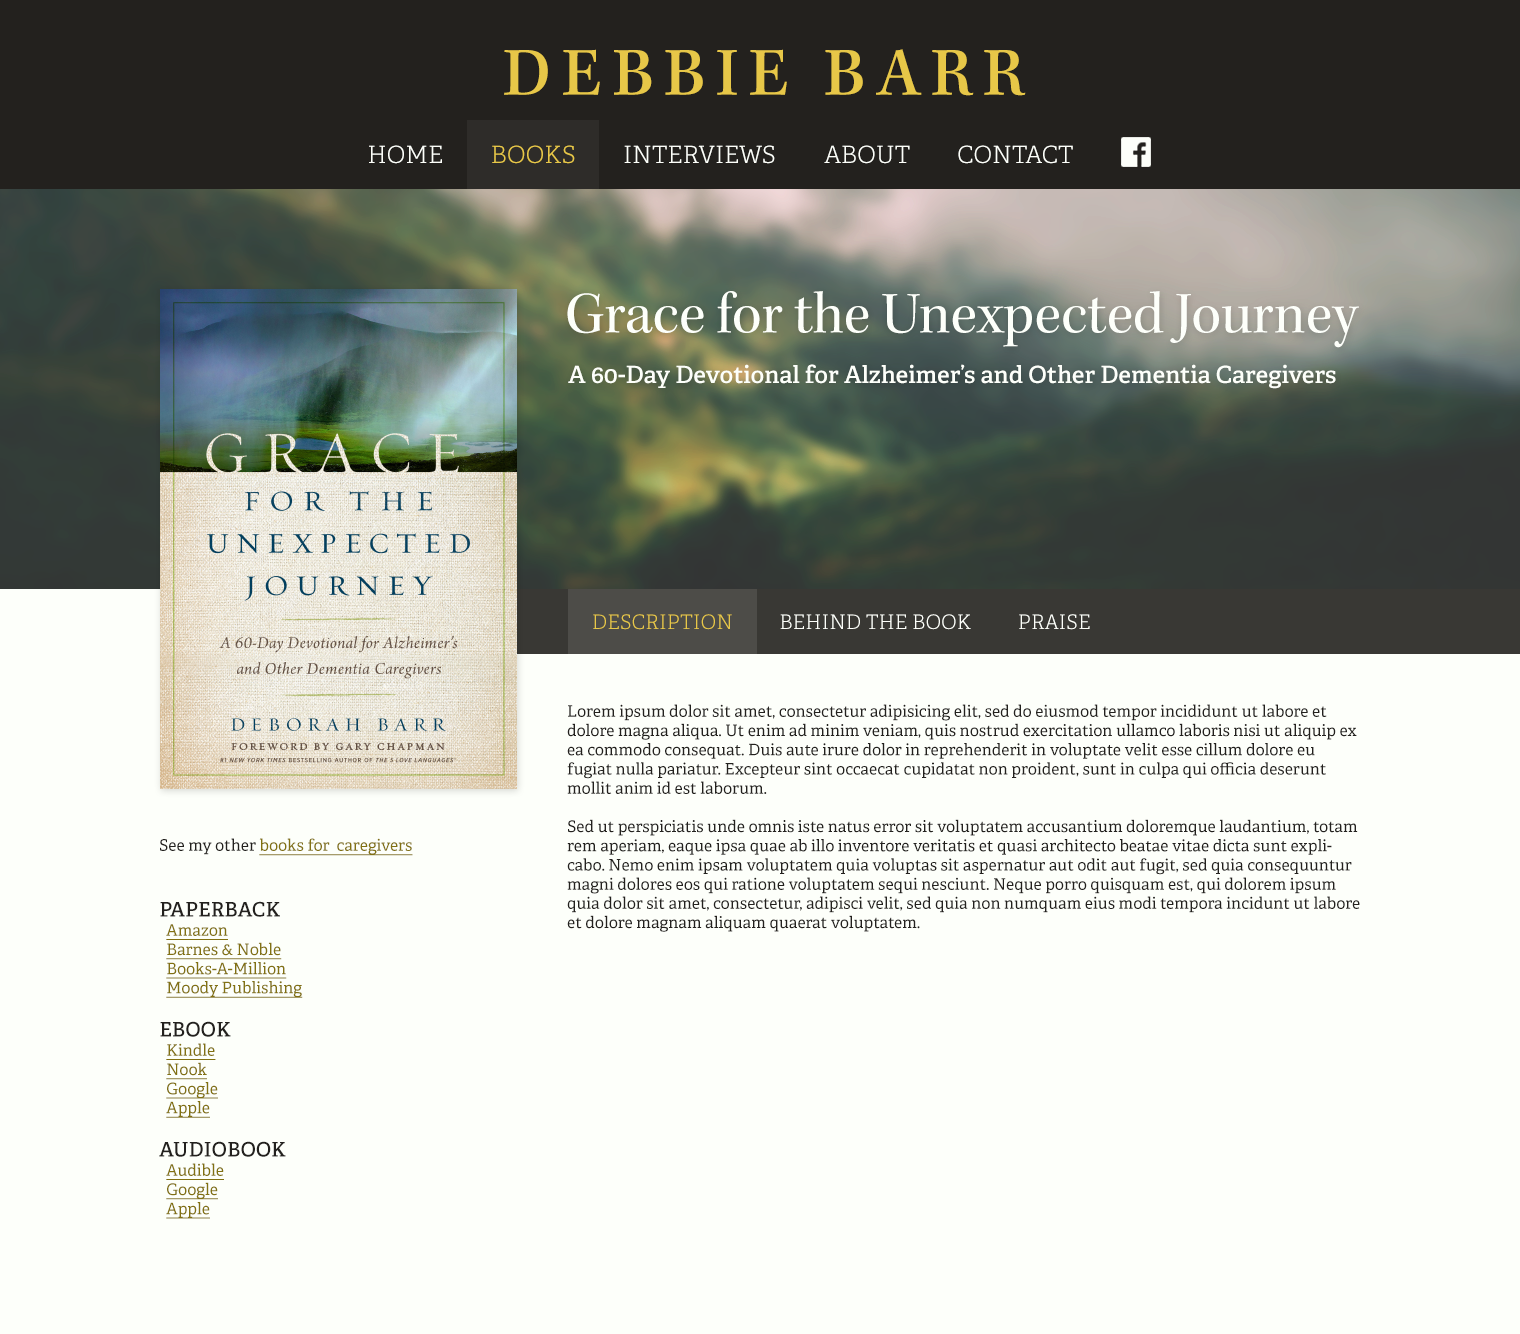 DEBBIE BARR
HOME BOOKS INTERVIEWS ABOUT CONTACT
Grace for the Unexpected Journey
A 60-Day Devotional for Alzheimer’s and Other Dementia Caregivers
GRACE
FOR THE
UNEXPECTED
JOURNEY
A 60-Day Devotional for Alzheimer’s
and Other Dementia Caregivers
DEBORAH BARR
FOREWORD BY GARY CHAPMAN
#1 NEW YORK TIMES BESTSELLING AUTHOR OF THE 5 LOVE LANGUAGES®
DESCRIPTION BEHIND THE BOOK PRAISE
See my other books for  caregivers
PAPERBACK
Amazon
Barnes & Noble
Books-A-Million
Moody Publishing
EBOOK
Kindle
Nook
Google
Apple
AUDIOBOOK
Audible
Google
Apple
Lorem ipsum dolor sit amet, consectetur adipisicing elit, sed do eiusmod tempor incididunt ut labore et
dolore magna aliqua. Ut enim ad minim veniam, quis nostrud exercitation ullamco laboris nisi ut aliquip ex
ea commodo consequat. Duis aute irure dolor in reprehenderit in voluptate velit esse cillum dolore eu
fugiat nulla pariatur. Excepteur sint occaecat cupidatat non proident, sunt in culpa qui officia deserunt
mollit anim id est laborum.
Sed ut perspiciatis unde omnis iste natus error sit voluptatem accusantium doloremque laudantium, totam
rem aperiam, eaque ipsa quae ab illo inventore veritatis et quasi architecto beatae vitae dicta sunt expli-
cabo. Nemo enim ipsam voluptatem quia voluptas sit aspernatur aut odit aut fugit, sed quia consequuntur
magni dolores eos qui ratione voluptatem sequi nesciunt. Neque porro quisquam est, qui dolorem ipsum
quia dolor sit amet, consectetur, adipisci velit, sed quia non numquam eius modi tempora incidunt ut labore
et dolore magnam aliquam quaerat voluptatem.